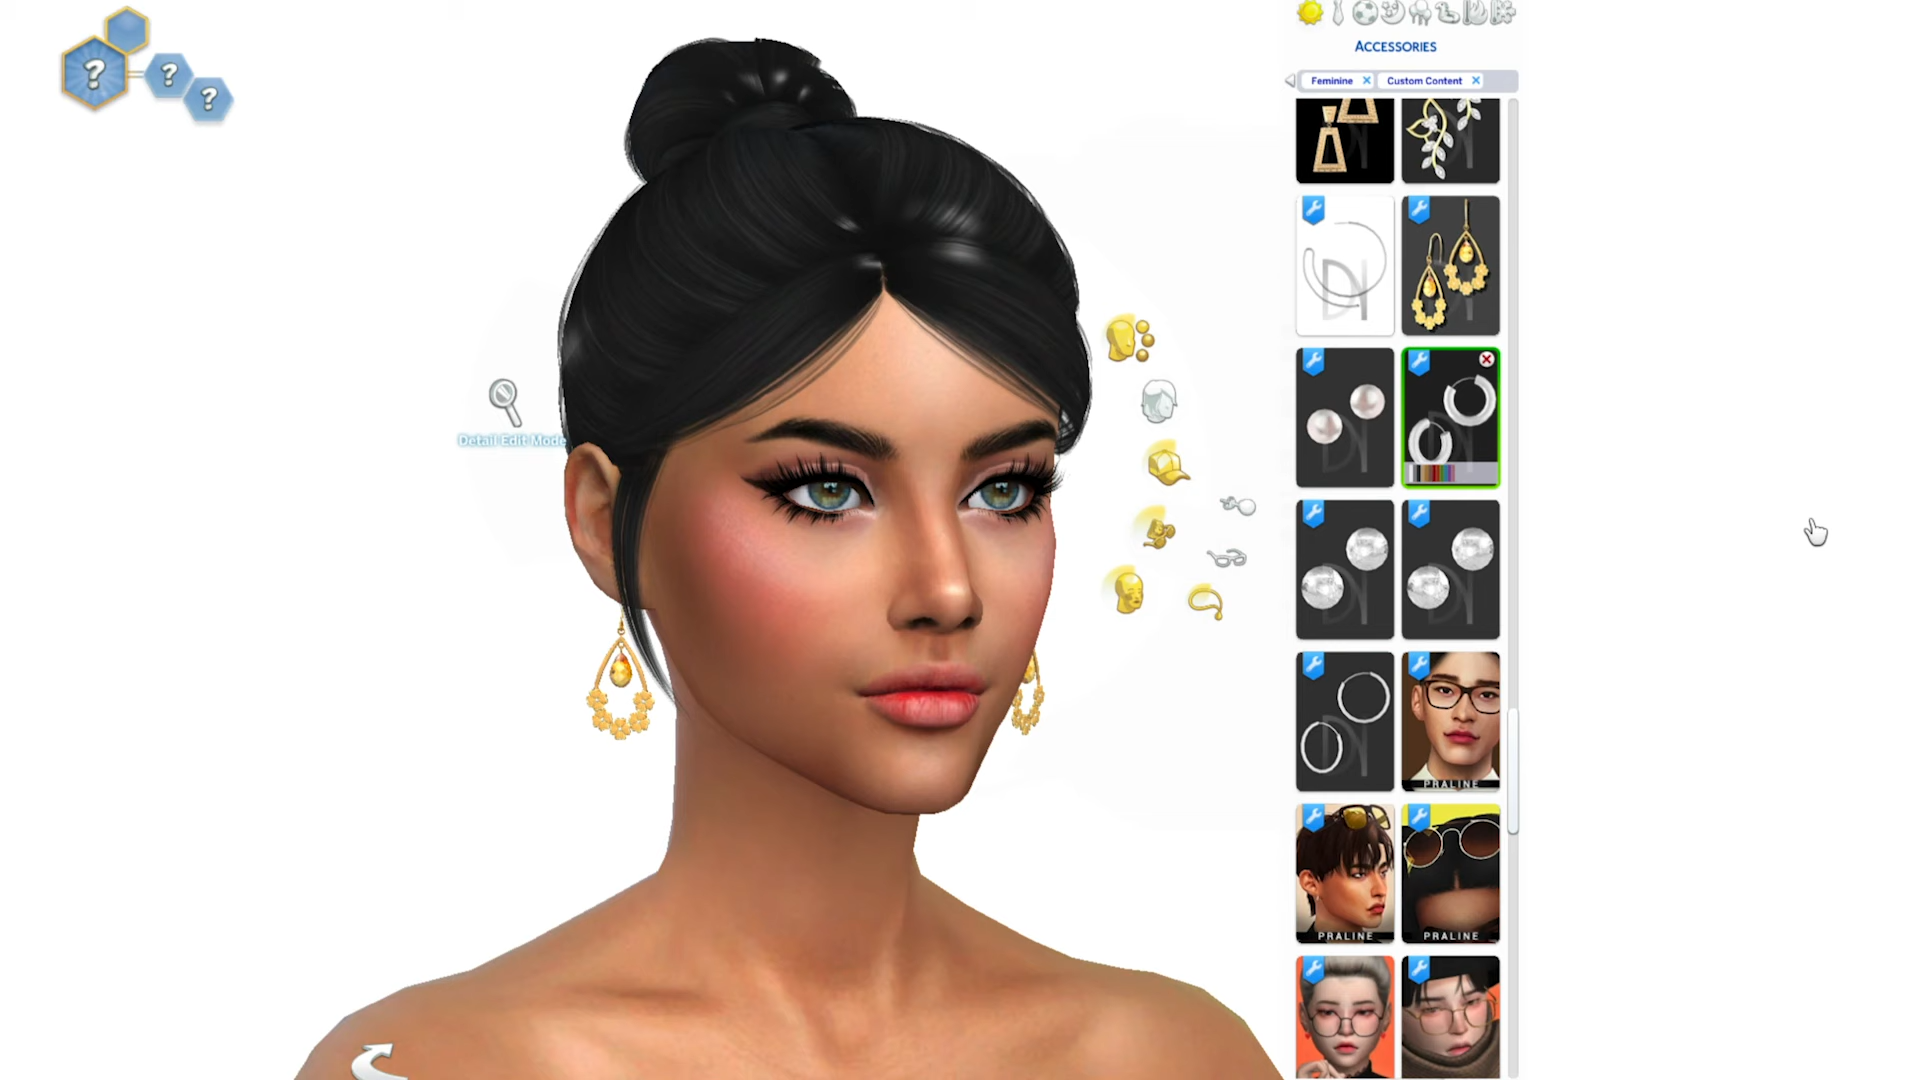 ? ? ?
Accessories
Feminine X Custom Content X
Detail Edit Mode
PRALINE
PRALINE PRALINE